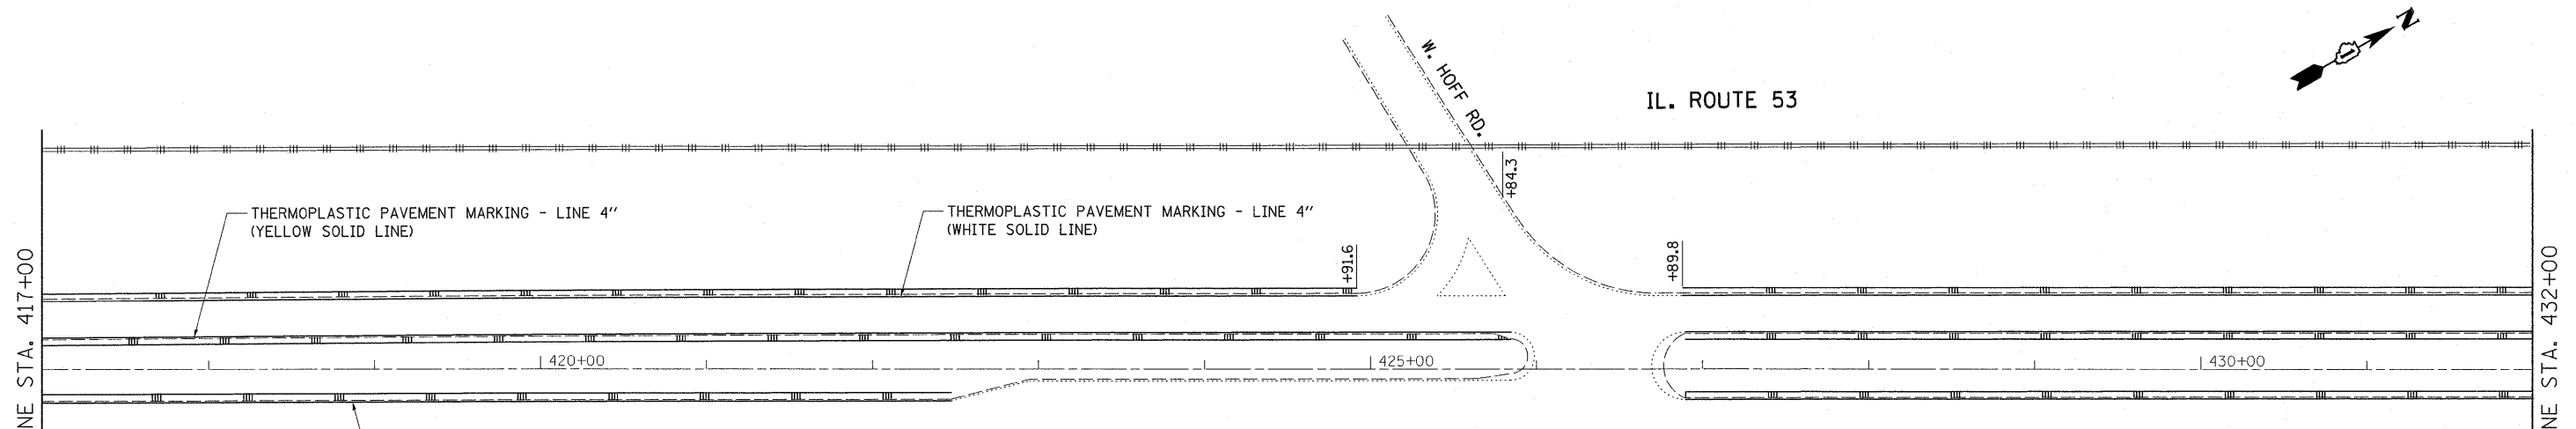 N
W. HOFF RD.
IL. ROUTE 53
+84.3
THERMOPLASTIC PAVEMENT MARKING - LINE 4"
(YELLOW SOLID LINE)
THERMOPLASTIC PAVEMENT MARKING - LINE 4"
(WHITE SOLID LINE)
+91.6
+89.8
NE STA. 417+00
420+00
425+00
430+00
NE STA. 432+00